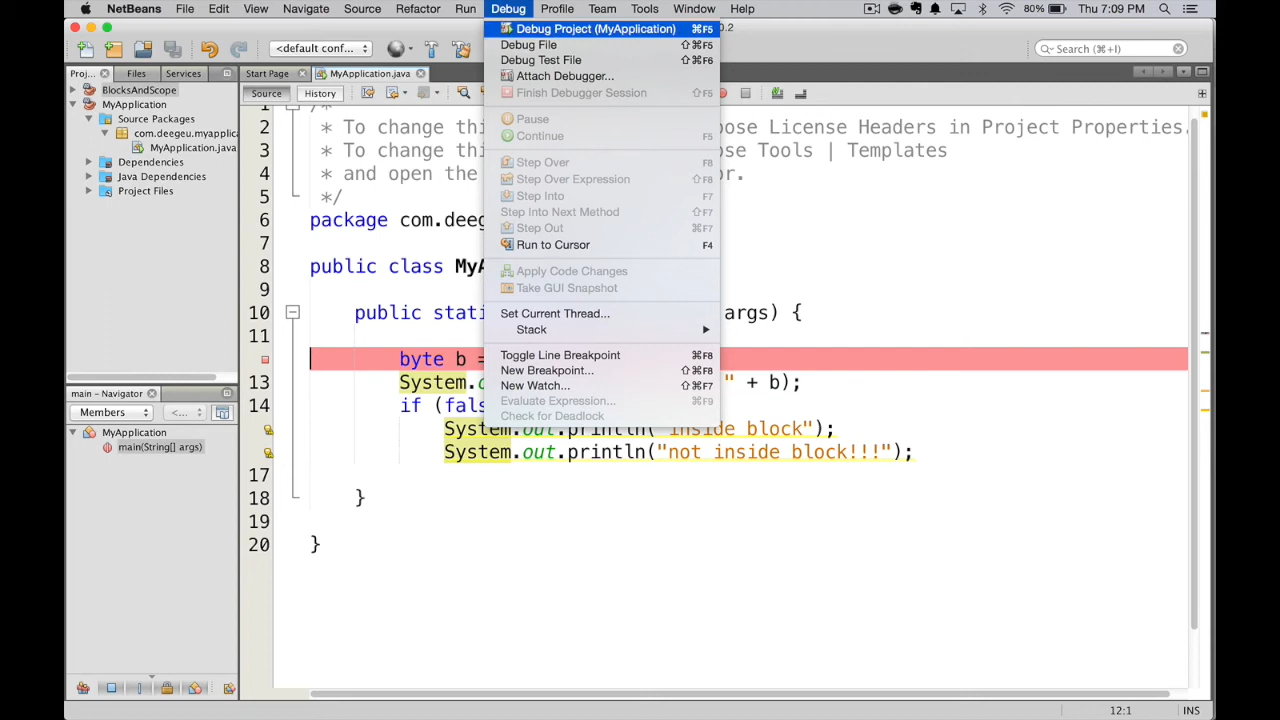 NetBeans File Edit View Navigate Source Refactor Run Debug Profile Team Tools Window Help 80% Thu 7:09 PM
0.2
<default conf...
Search (⌘+I)
Debug Project (MyApplication) ⌘F5
Debug File ⇧⌘F5
Debug Test File ⇧⌘F6
Attach Debugger...
Finish Debugger Session ⇧F5
Pause
Continue F5
Step Over F8
Step Over Expression ⇧F8
Step Into F7
Step Into Next Method ⇧F7
Step Out ⌘F7
Run to Cursor F4
Apply Code Changes
Take GUI Snapshot
Set Current Thread...
Stack
Toggle Line Breakpoint ⌘F8
New Breakpoint... ⇧⌘F8
New Watch... ⇧⌘F7
Evaluate Expression... ⌘F9
Check for Deadlock
Proj... Files Services
BlocksAndScope
MyApplication
Source Packages
com.deegu.myapplica
MyApplication.java
Dependencies
Java Dependencies
Project Files
main - Navigator
Members <...
MyApplication
main(String[] args)
Start Page MyApplication.java
Source History
1 /*
2 * To change thi oose License Headers in Project Properties.
3 * To change thi ose Tools | Templates
4 * and open the or.
5 */
6 package com.deeg
7
8 public class MyA
9
10 public stati args) {
11
byte b =
13 System.o " + b);
14 if (fals
System.out.println("inside block");
System.out.println("not inside block!!!");
17
18 }
19
20 }
12:1 INS